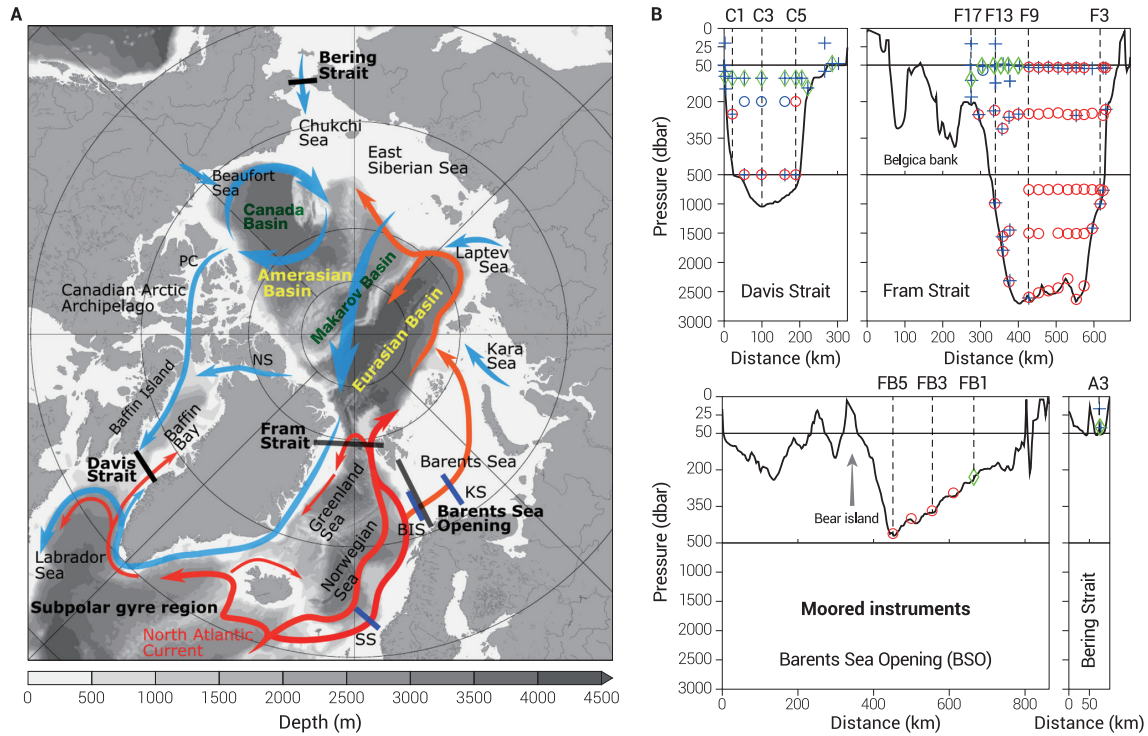 A
Bering
Strait
Chukchi
Sea
East
Siberian Sea
Beaufort
Sea
Canada
Basin
Laptev
Sea
PC
Amerasian
Basin
Makarov Basin
Canadian Arctic
Archipelago
Eurasian Basin
Kara
Sea
NS
Baffin Island
Baffin
Bay
Fram
Strait
Davis
Strait
Barents Sea
KS
Greenland
Sea
BIS
Barents Sea
Opening
Labrador
Sea
Norwegian
Sea
Subpolar gyre region
SS
North Atlantic
Current
0 500 1000 1500 2000 2500 3000 3500 4000 4500
Depth (m)
B
C1 C3 C5
F17 F13 F9 F3
Pressure (dbar)
0
25
50
200
350
500
1000
1500
2000
2500
3000
Davis Strait
0 100 200 300
Distance (km)
Belgica bank
Fram Strait
0 100 200 300 400 500 600
Distance (km)
FB5 FB3 FB1
A3
Pressure (dbar)
0
25
50
200
350
500
500
1000
1500
2000
2500
3000
Bear island
Moored instruments
Barents Sea Opening (BSO)
0 200 400 600 800
Distance (km)
Bering Strait
0 50
Distance (km)